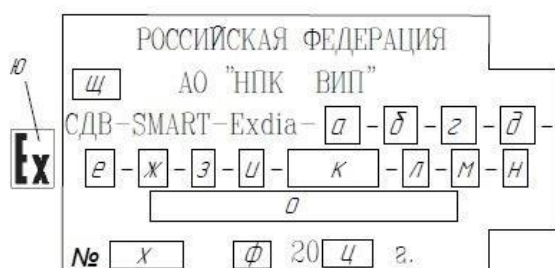 РОССИЙСКАЯ ФЕДЕРАЦИЯ
ю
щ АО "НПК ВИП"
СДВ-SMART-Exdia- а - б - г - д -
Ex
е - ж - з - и - к - л - м - н
о
№ х ф 20 ц г.